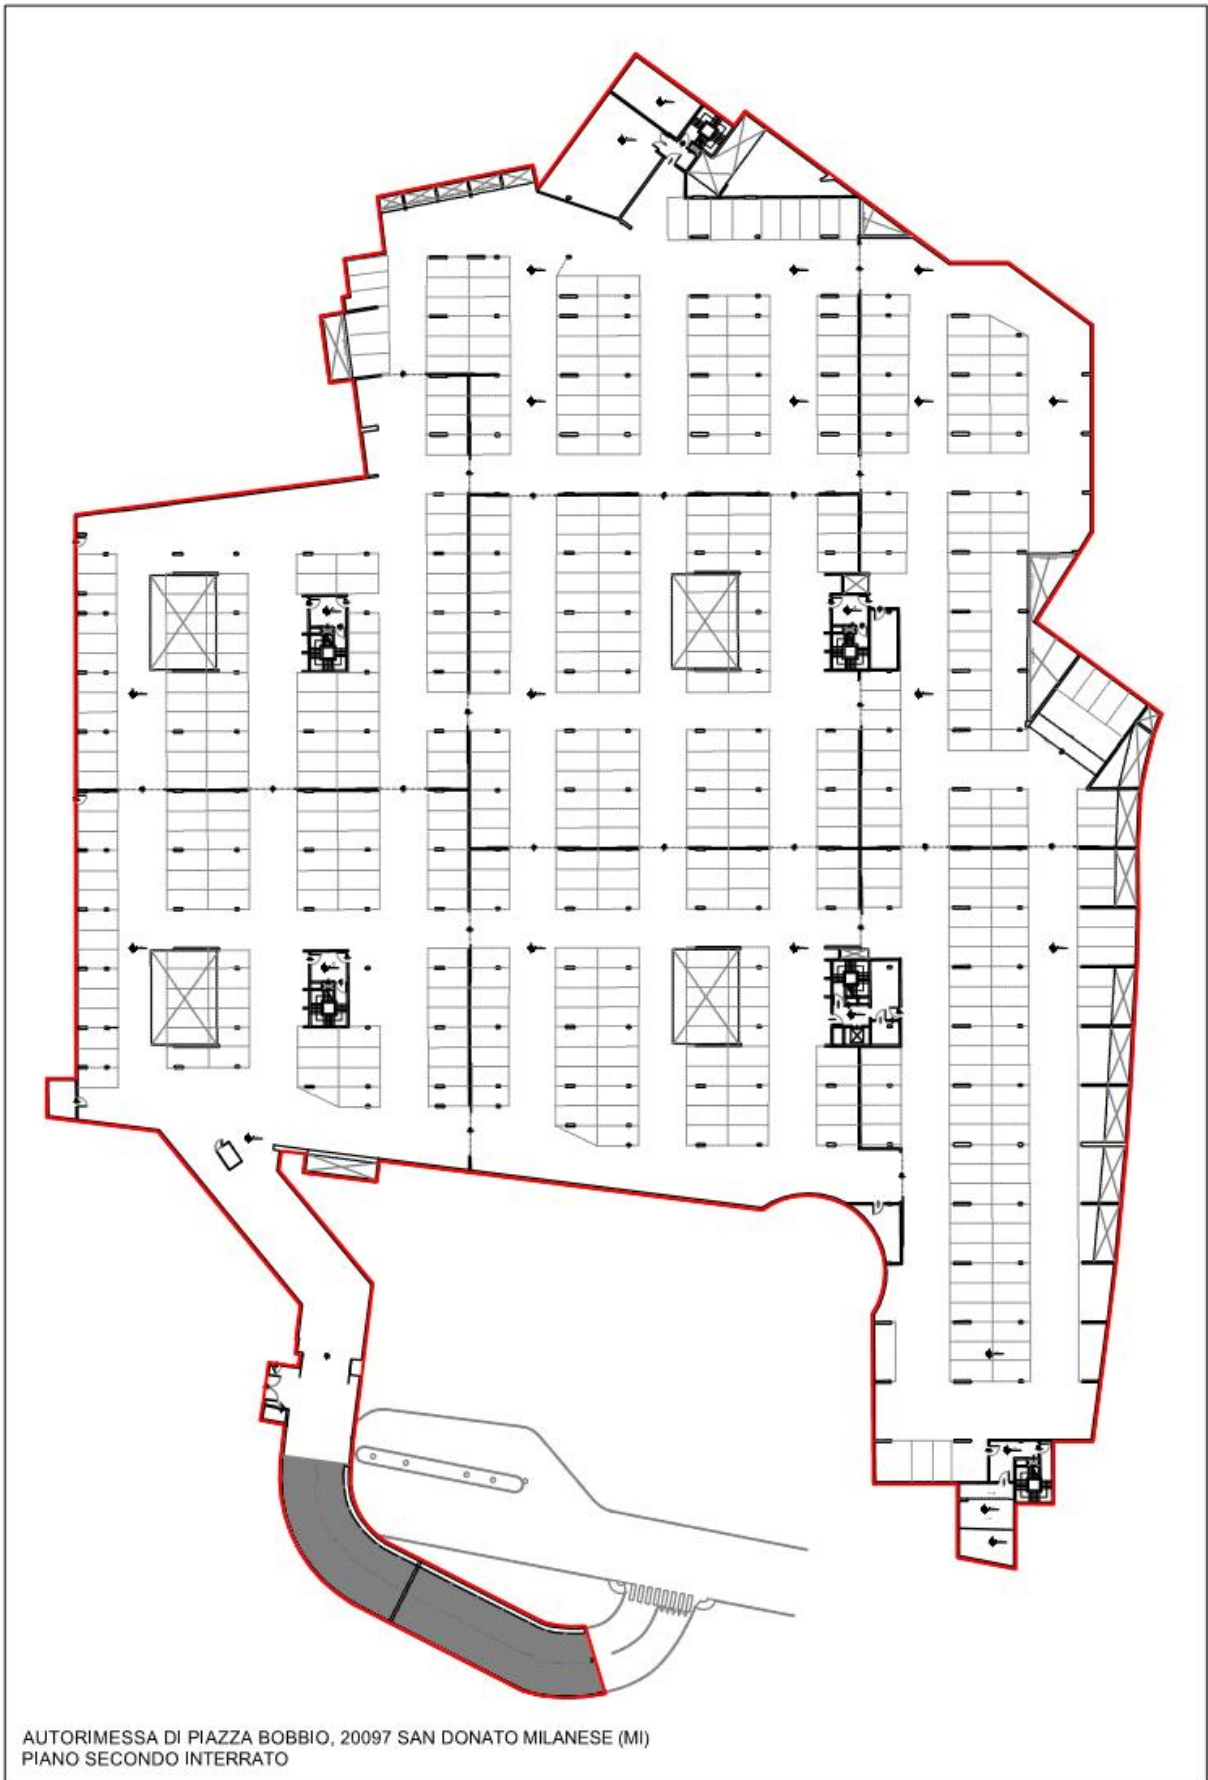 AUTORIMESSA DI PIAZZA BOBBIO, 20097 SAN DONATO MILANESE (MI)
PIANO SECONDO INTERRATO